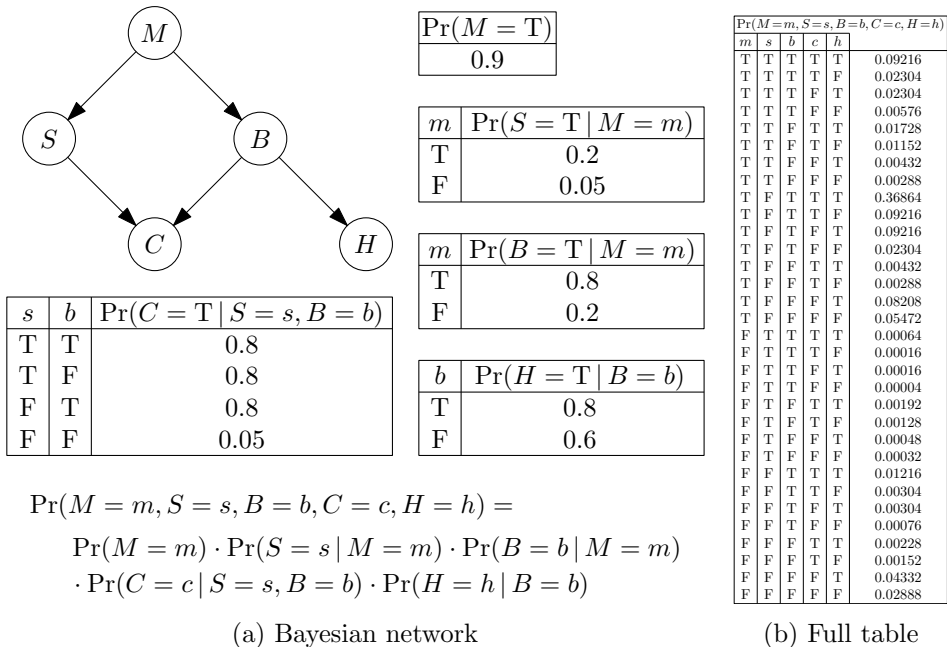 M
S
B
C
H
Pr(M = T)
0.9
m Pr(S = T | M = m)
T 0.2
F 0.05
m Pr(B = T | M = m)
T 0.8
F 0.2
s b Pr(C = T | S = s, B = b)
T T 0.8
T F 0.8
F T 0.8
F F 0.05
b Pr(H = T | B = b)
T 0.8
F 0.6
Pr(M = m, S = s, B = b, C = c, H = h) =
Pr(M = m) · Pr(S = s | M = m) · Pr(B = b | M = m)
· Pr(C = c | S = s, B = b) · Pr(H = h | B = b)
(a) Bayesian network
Pr(M=m, S=s, B=b, C=c, H=h)
m s b c h
T T T T T 0.09216
T T T T F 0.02304
T T T F T 0.02304
T T T F F 0.00576
T T F T T 0.01728
T T F T F 0.01152
T T F F T 0.00432
T T F F F 0.00288
T F T T T 0.36864
T F T T F 0.09216
T F T F T 0.09216
T F T F F 0.02304
T F F T T 0.00432
T F F T F 0.00288
T F F F T 0.08208
T F F F F 0.05472
F T T T T 0.00064
F T T T F 0.00016
F T T F T 0.00016
F T T F F 0.00004
F T F T T 0.00192
F T F T F 0.00128
F T F F T 0.00048
F T F F F 0.00032
F F T T T 0.01216
F F T T F 0.00304
F F T F T 0.00304
F F T F F 0.00076
F F F T T 0.00228
F F F T F 0.00152
F F F F T 0.04332
F F F F F 0.02888
(b) Full table